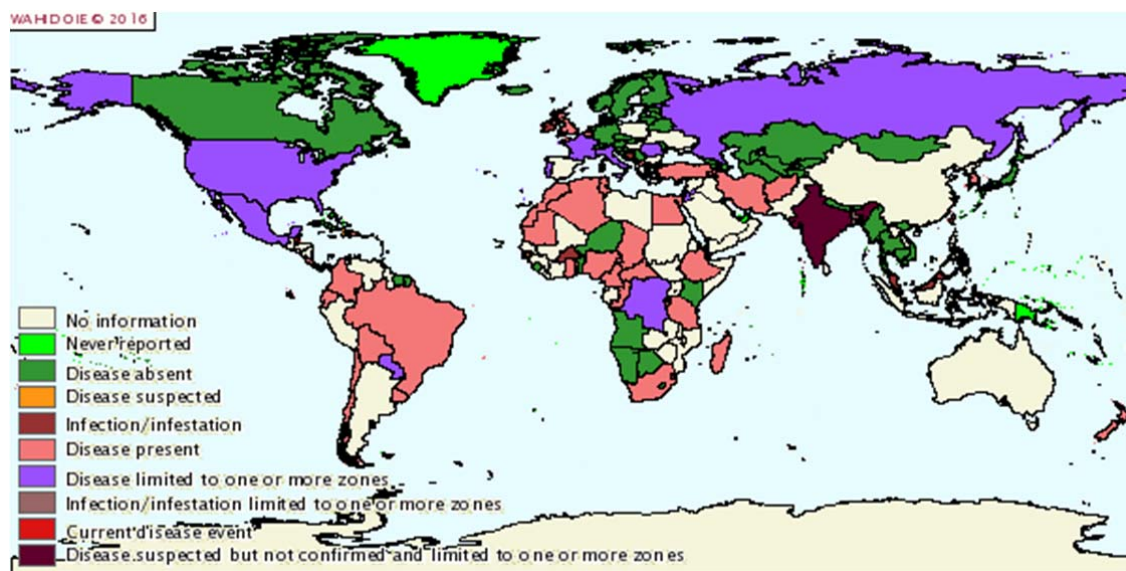 WAHIDOIE © 2016
No information
Never reported
Disease absent
Disease suspected
Infection/infestation
Disease present
Disease limited to one or more zones
Infection/infestation limited to one or more zones
Current disease event
Disease suspected but not confirmed and limited to one or more zones